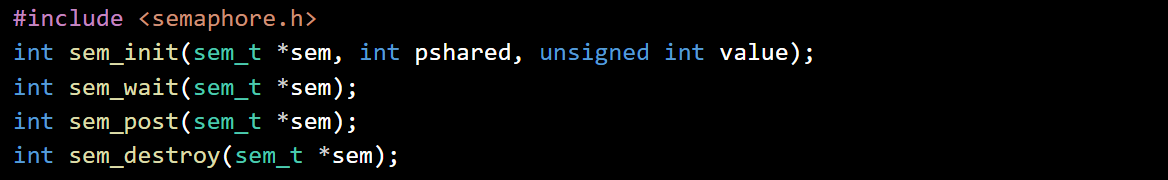 #include <semaphore.h>
int sem_init(sem_t *sem, int pshared, unsigned int value);
int sem_wait(sem_t *sem);
int sem_post(sem_t *sem);
int sem_destroy(sem_t *sem);